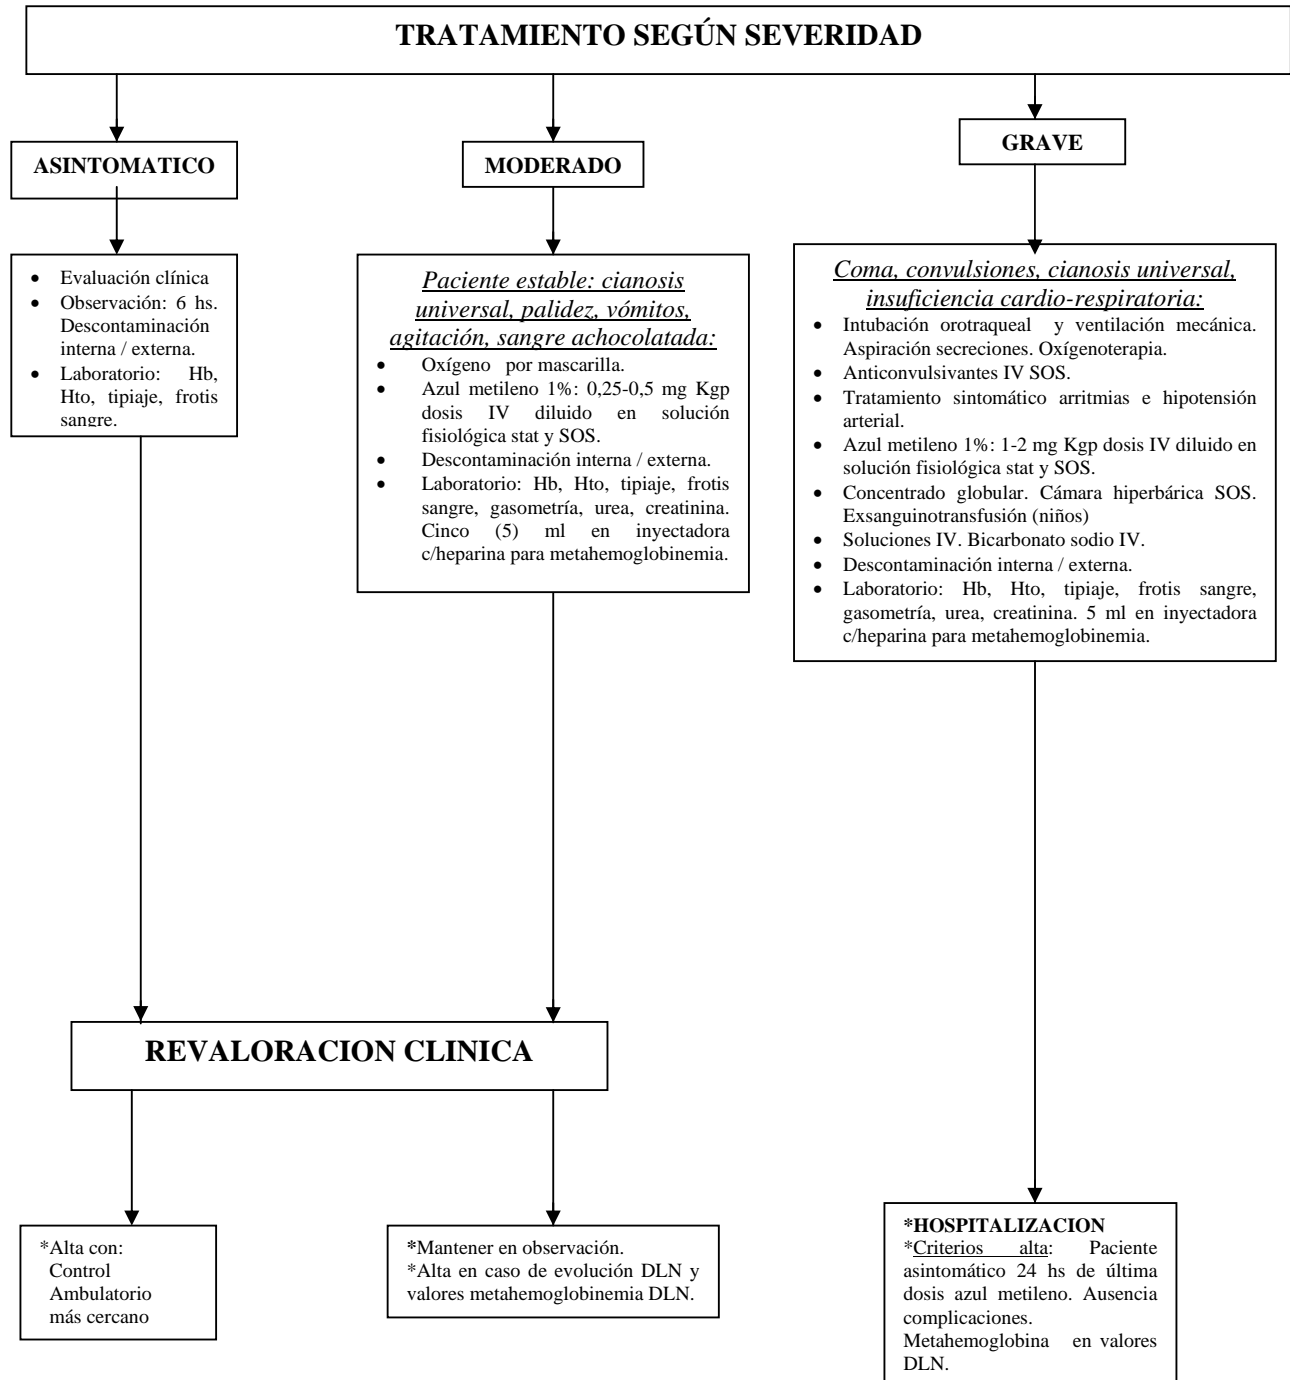 TRATAMIENTO SEGÚN SEVERIDAD
ASINTOMATICO
MODERADO
GRAVE
• Evaluación clínica
• Observación: 6 hs.
Descontaminación
interna / externa.
• Laboratorio: Hb,
Hto, tipiaje, frotis
sangre.
Paciente estable: cianosis
universal, palidez, vómitos,
agitación, sangre achocolatada:
• Oxígeno por mascarilla.
• Azul metileno 1%: 0,25-0,5 mg Kgp
dosis IV diluido en solución
fisiológica stat y SOS.
• Descontaminación interna / externa.
• Laboratorio: Hb, Hto, tipiaje, frotis
sangre, gasometría, urea, creatinina.
Cinco (5) ml en inyectadora
c/heparina para metahemoglobinemia.
Coma, convulsiones, cianosis universal,
insuficiencia cardio-respiratoria:
• Intubación orotraqueal y ventilación mecánica.
Aspiración secreciones. Oxígenoterapia.
• Anticonvulsivantes IV SOS.
• Tratamiento sintomático arritmias e hipotensión
arterial.
• Azul metileno 1%: 1-2 mg Kgp dosis IV diluido en
solución fisiológica stat y SOS.
• Concentrado globular. Cámara hiperbárica SOS.
Exsanguinotransfusión (niños)
• Soluciones IV. Bicarbonato sodio IV.
• Descontaminación interna / externa.
• Laboratorio: Hb, Hto, tipiaje, frotis sangre,
gasometría, urea, creatinina. 5 ml en inyectadora
c/heparina para metahemoglobinemia.
REVALORACION CLINICA
*Alta con:
Control
Ambulatorio
más cercano
*Mantener en observación.
*Alta en caso de evolución DLN y
valores metahemoglobinemia DLN.
*HOSPITALIZACION
*Criterios alta: Paciente
asintomático 24 hs de última
dosis azul metileno. Ausencia
complicaciones.
Metahemoglobina en valores
DLN.